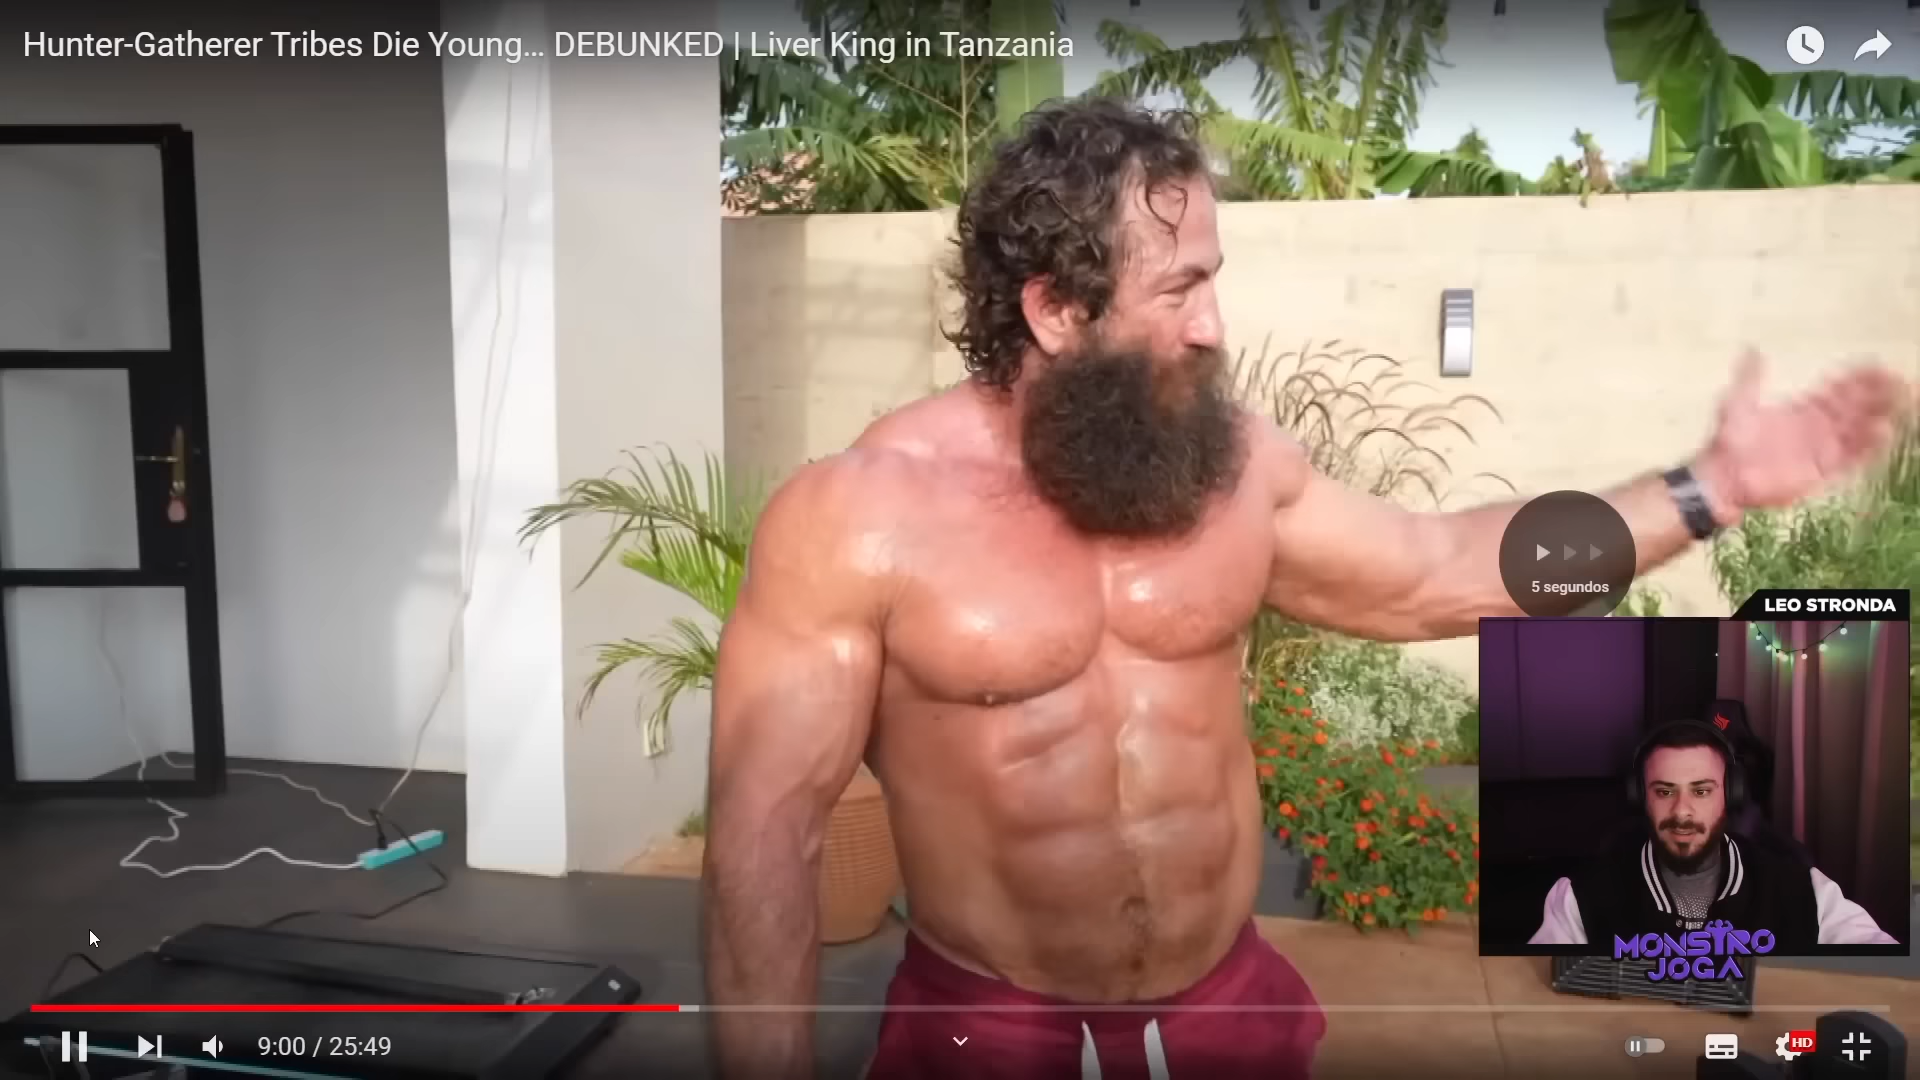 Hunter-Gatherer Tribes Die Young... DEBUNKED | Liver King in Tanzania
5 segundos
LEO STRONDA
MONSTRO
JOGA
9:00 / 25:49
HD